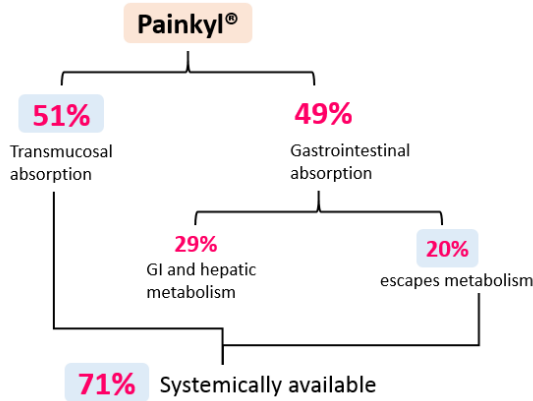 Painkyl®
51%
Transmucosal
absorption
49%
Gastrointestinal
absorption
29%
GI and hepatic
metabolism
20%
escapes metabolism
71% Systemically available